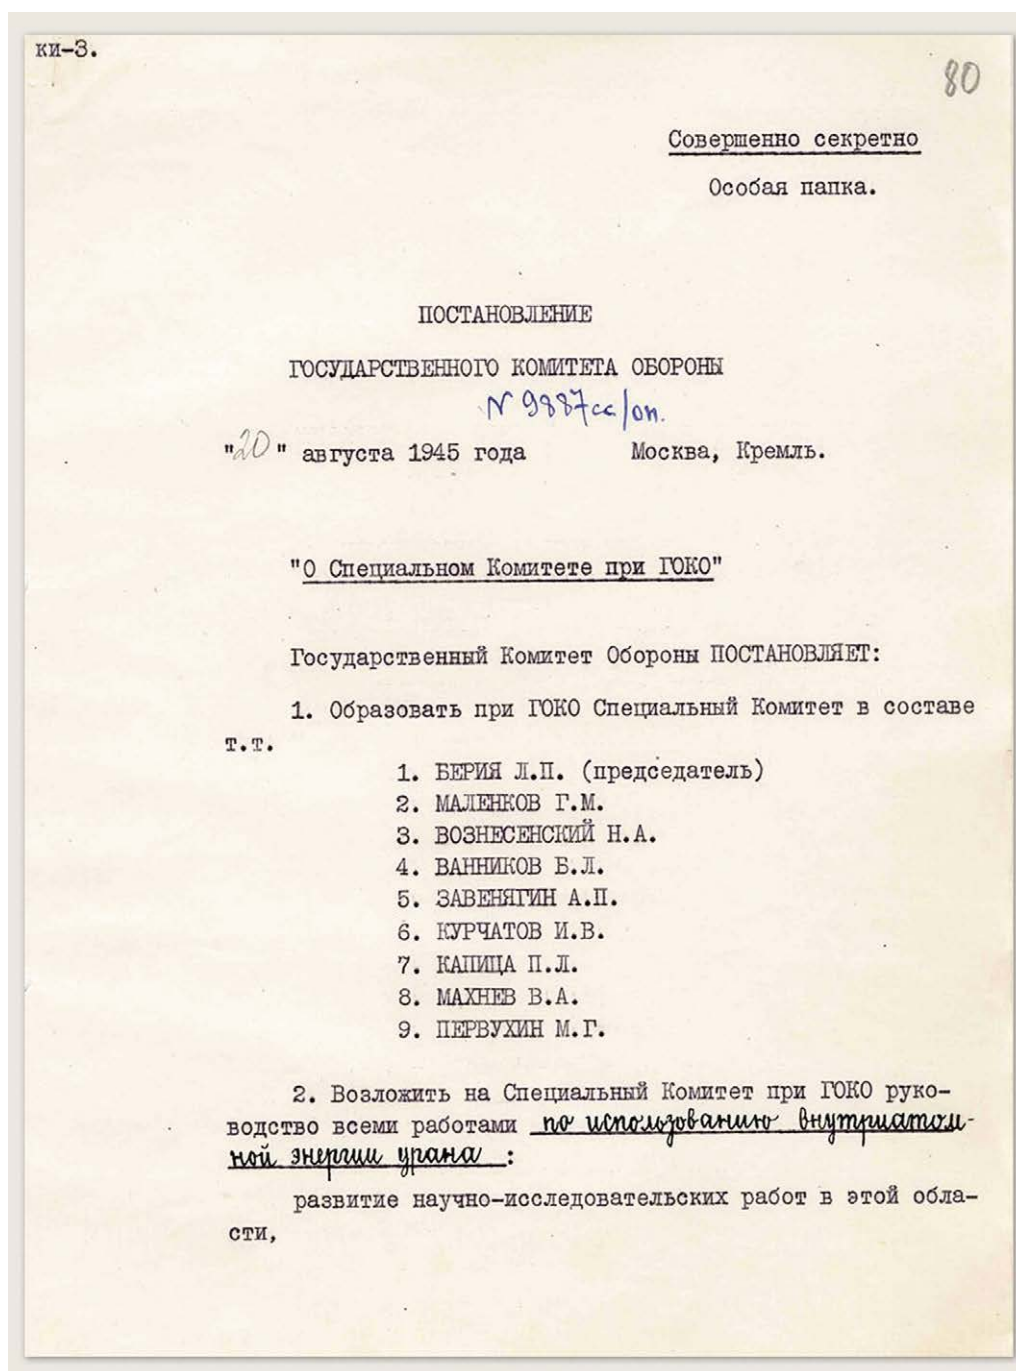 ки-3.
80
Совершенно секретно
Особая папка.
ПОСТАНОВЛЕНИЕ
ГОСУДАРСТВЕННОГО КОМИТЕТА ОБОРОНЫ
№ 9887сс/оп.
"20" августа 1945 года Москва, Кремль.
"О Специальном Комитете при ГОКО"
Государственный Комитет Обороны ПОСТАНОВЛЯЕТ:
1. Образовать при ГОКО Специальный Комитет в составе
т.т.
1. БЕРИЯ Л.П. (председатель)
2. МАЛЕНКОВ Г.М.
3. ВОЗНЕСЕНСКИЙ Н.А.
4. ВАННИКОВ Б.Л.
5. ЗАВЕНЯГИН А.П.
6. КУРЧАТОВ И.В.
7. КАПИЦА П.Л.
8. МАХНЕВ В.А.
9. ПЕРВУХИН М.Г.
2. Возложить на Специальный Комитет при ГОКО руко-
водство всеми работами по использованию внутриатом-
ной энергии урана :
развитие научно-исследовательских работ в этой обла-
сти,